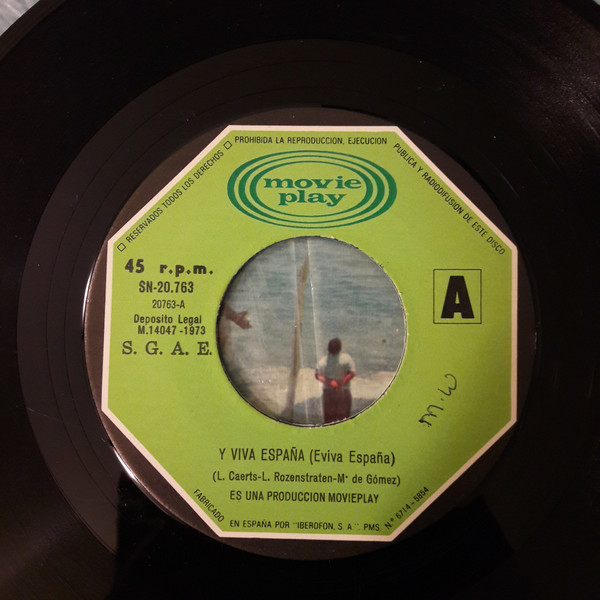 □ RESERVADOS TODOS LOS DERECHOS □ PROHIBIDA LA REPRODUCCION, EJECUCION PUBLICA Y RADIODIFUSION DE ESTE DISCO
movie
play
45 r.p.m.
SN-20.763
20763-A
Deposito Legal
M.14047-1973
S. G. A. E.
A
m.w
Y VIVA ESPAÑA (Eviva España)
(L. Caerts-L. Rozenstraten-Mª de Gómez)
ES UNA PRODUCCION MOVIEPLAY
FABRICADO EN ESPAÑA POR "IBEROFON, S. A". PMS. Nº 6714-5854